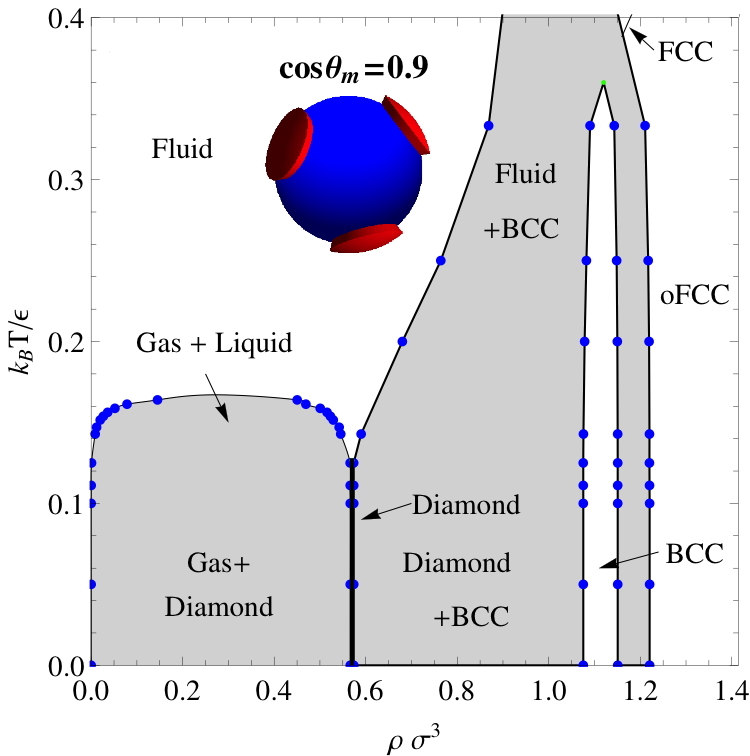 cosθm=0.9
FCC
Fluid
Fluid
+BCC
oFCC
Gas + Liquid
Diamond
Gas+
Diamond
Diamond
+BCC
BCC
kBT/ϵ
0.4
0.3
0.2
0.1
0.0
0.0 0.2 0.4 0.6 0.8 1.0 1.2 1.4
ρ σ³